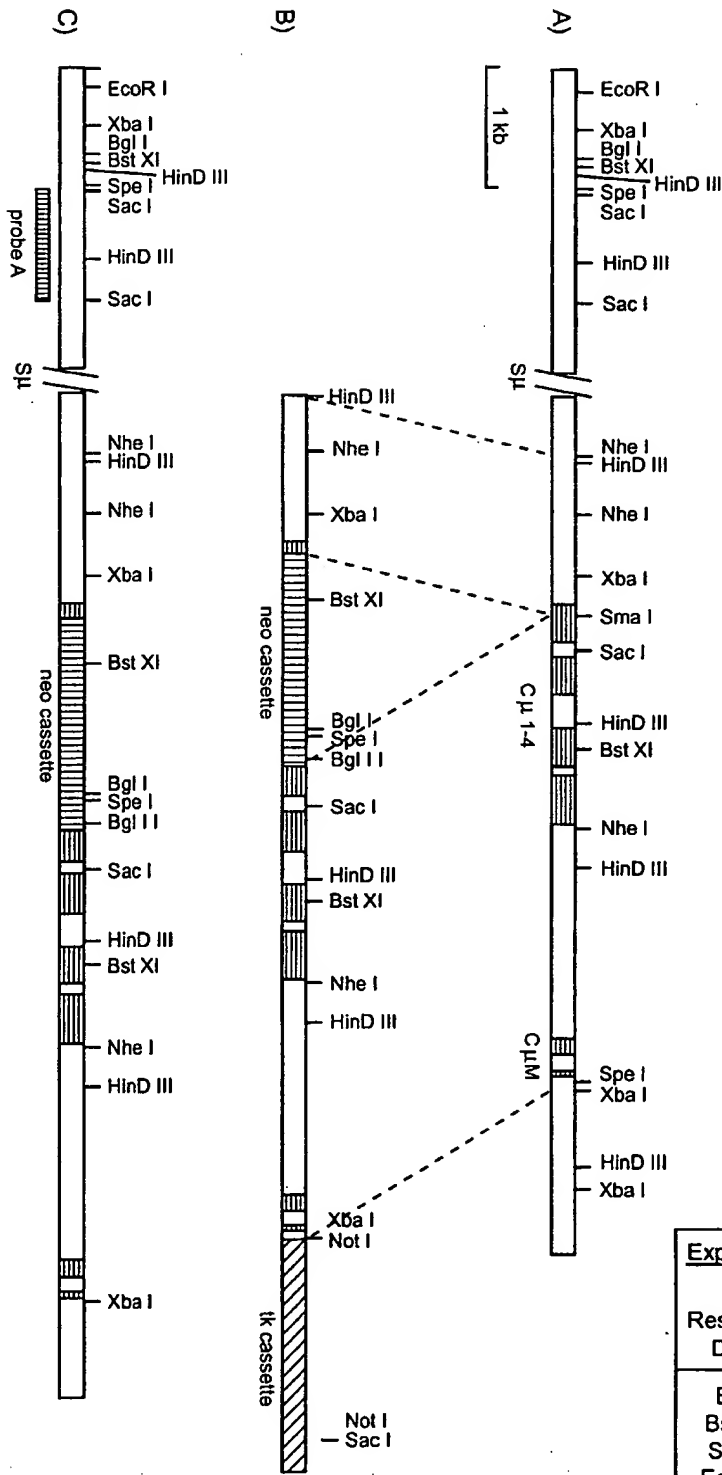 A)
EcoR I
Xba I
Bgl I
Bst XI
HinD III
Spe I
Sac I
HinD III
Sac I
Sμ
Nhe I
HinD III
Nhe I
Xba I
Sma I
Sac I
Cμ 1-4
HinD III
Bst XI
Nhe I
HinD III
CμM
Spe I
Xba I
HinD III
Xba I
1 kb
B)
HinD III
Nhe I
Xba I
Bst XI
neo cassette
Bgl I
Spe I
Bgl I I
Sac I
HinD III
Bst XI
Nhe I
HinD III
Xba I
Not I
tk cassette
Not I
Sac I
C)
EcoR I
Xba I
Bgl I
Bst XI
HinD III
Spe I
Sac I
probe A
HinD III
Sac I
Sμ
Nhe I
HinD III
Nhe I
Xba I
Bst XI
neo cassette
Bgl I
Spe I
Bgl I I
Sac I
HinD III
Bst XI
Nhe I
HinD III
Xba I
Exp
Res
D